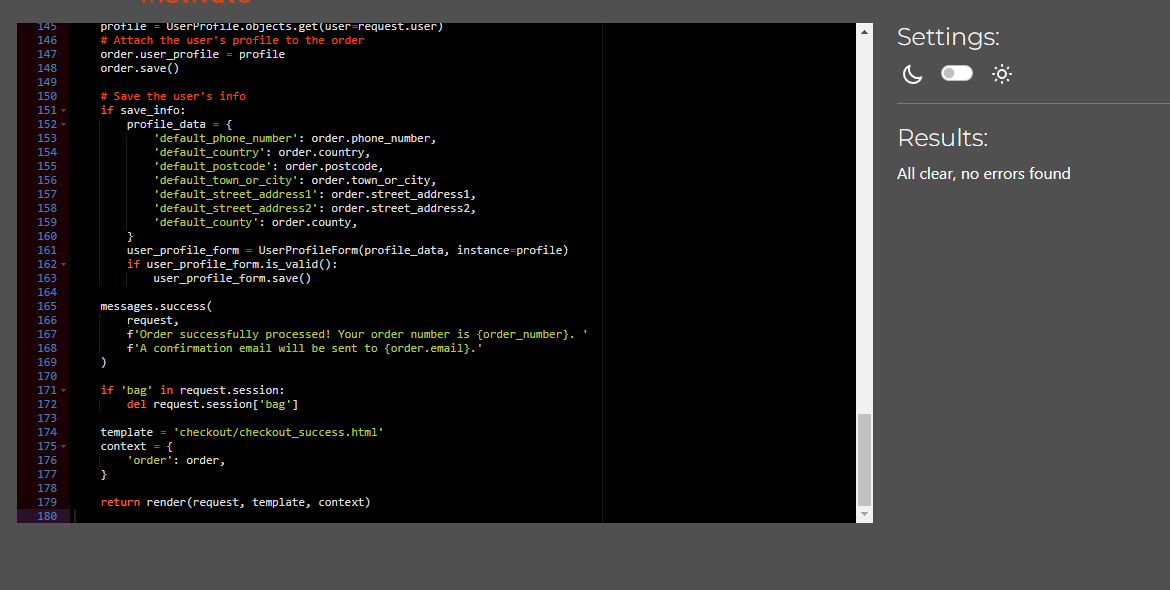 Institute
145 profile = UserProfile.objects.get(user=request.user)
146 # Attach the user's profile to the order
147 order.user_profile = profile
148 order.save()
149
150 # Save the user's info
151 if save_info:
152 profile_data = {
153 'default_phone_number': order.phone_number,
154 'default_country': order.country,
155 'default_postcode': order.postcode,
156 'default_town_or_city': order.town_or_city,
157 'default_street_address1': order.street_address1,
158 'default_street_address2': order.street_address2,
159 'default_county': order.county,
160 }
161 user_profile_form = UserProfileForm(profile_data, instance=profile)
162 if user_profile_form.is_valid():
163 user_profile_form.save()
164
165 messages.success(
166 request,
167 f'Order successfully processed! Your order number is {order_number}. '
168 f'A confirmation email will be sent to {order.email}.'
169 )
170
171 if 'bag' in request.session:
172 del request.session['bag']
173
174 template = 'checkout/checkout_success.html'
175 context = {
176 'order': order,
177 }
178
179 return render(request, template, context)
180
Settings:
Results:
All clear, no errors found